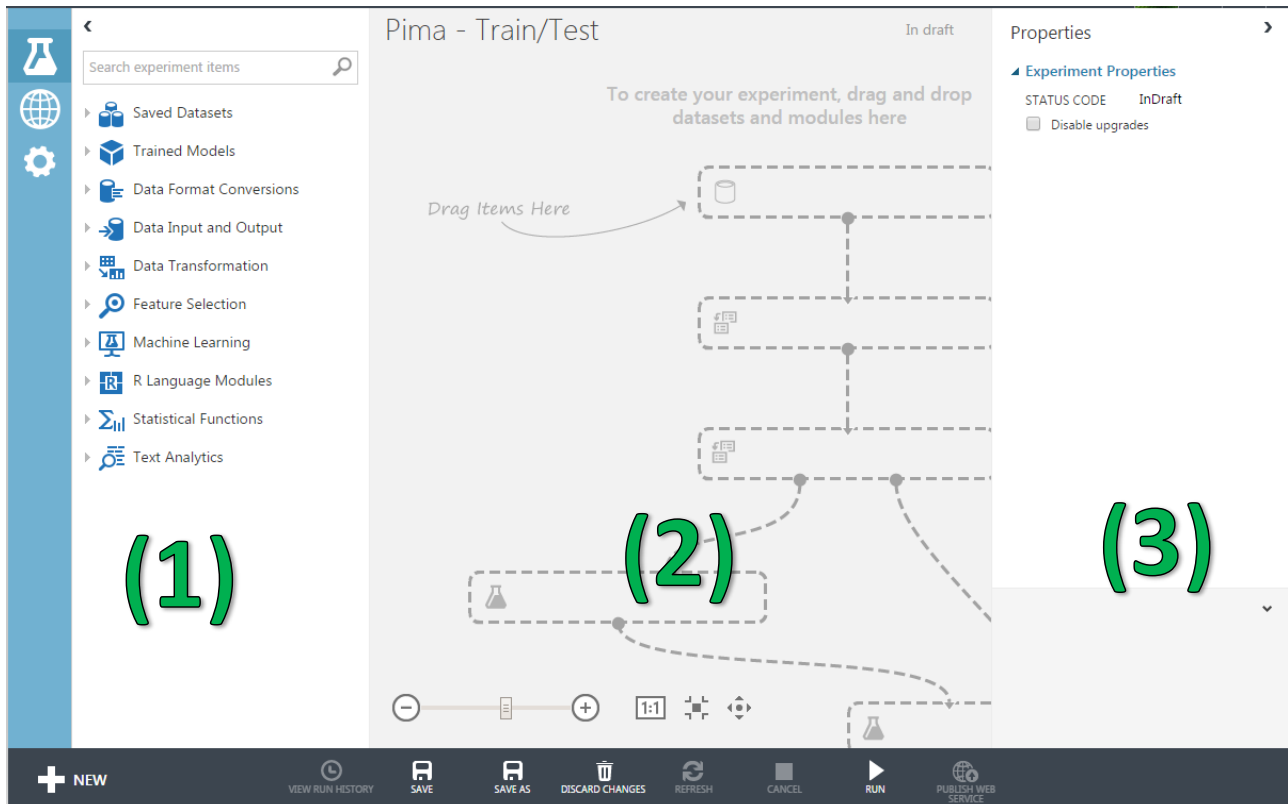 Search experiment items
Saved Datasets
Trained Models
Data Format Conversions
Data Input and Output
Data Transformation
Feature Selection
Machine Learning
R Language Modules
Statistical Functions
Text Analytics
(1)
Pima - Train/Test
In draft
To create your experiment, drag and drop
datasets and modules here
Drag Items Here
(2)
1:1
Properties
Experiment Properties
STATUS CODE InDraft
Disable upgrades
(3)
NEW
VIEW RUN HISTORY
SAVE
SAVE AS
DISCARD CHANGES
REFRESH
CANCEL
RUN
PUBLISH WEB
SERVICE